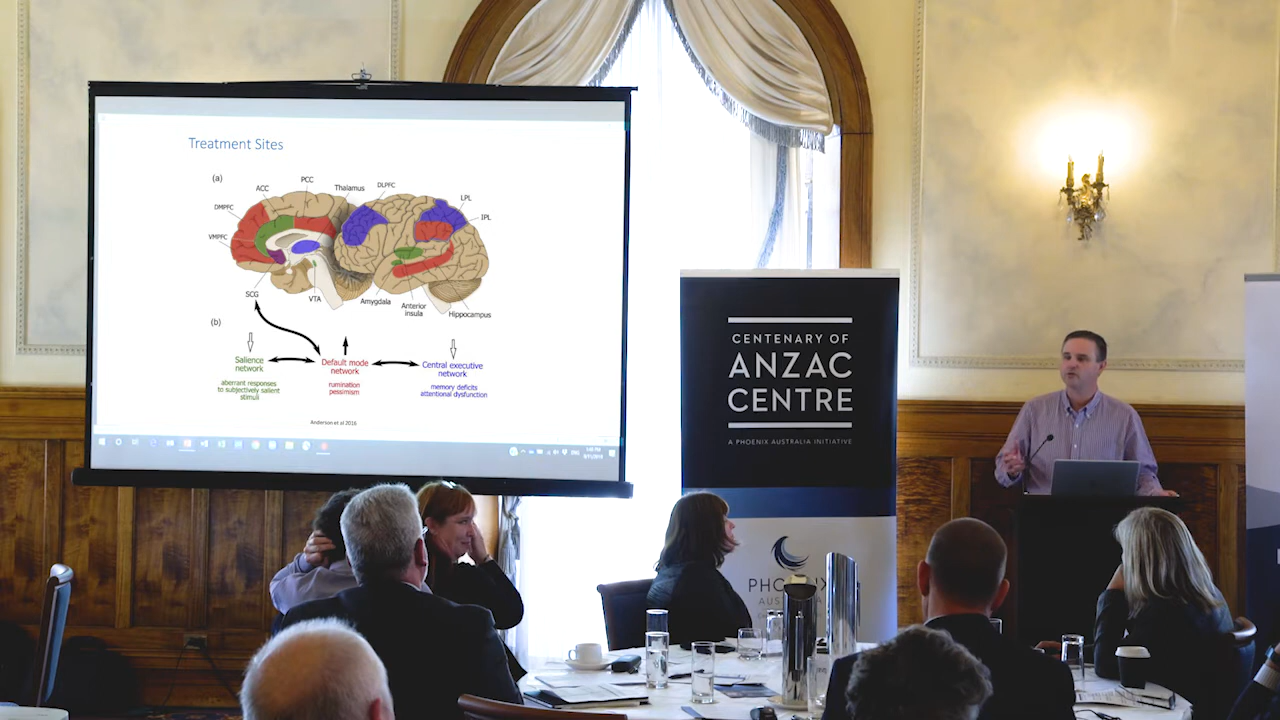 Treatment Sites
(a)
PCC
ACC
Thalamus
DLPFC
LPL
DMPFC
IPL
VMPFC
SCG
VTA
Amygdala
Anterior
insula
Hippocampus
(b)
Salience
network
Default mode
network
Central executive
network
aberrant responses
to subjectively salient
stimuli
rumination
pessimism
memory deficits
attentional dysfunction
Anderson et al 2016
CENTENARY OF
ANZAC
CENTRE
A PHOENIX AUSTRALIA INITIATIVE